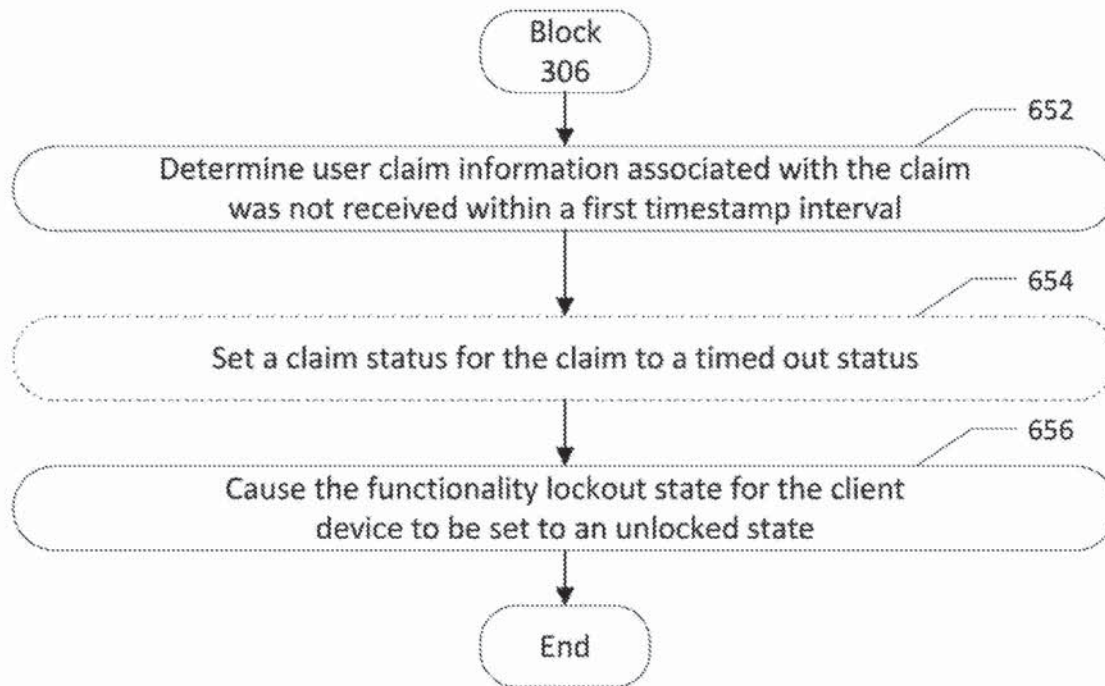 Block
306
652
Determine user claim information associated with the claim
was not received within a first timestamp interval
654
Set a claim status for the claim to a timed out status
656
Cause the functionality lockout state for the client
device to be set to an unlocked state
End